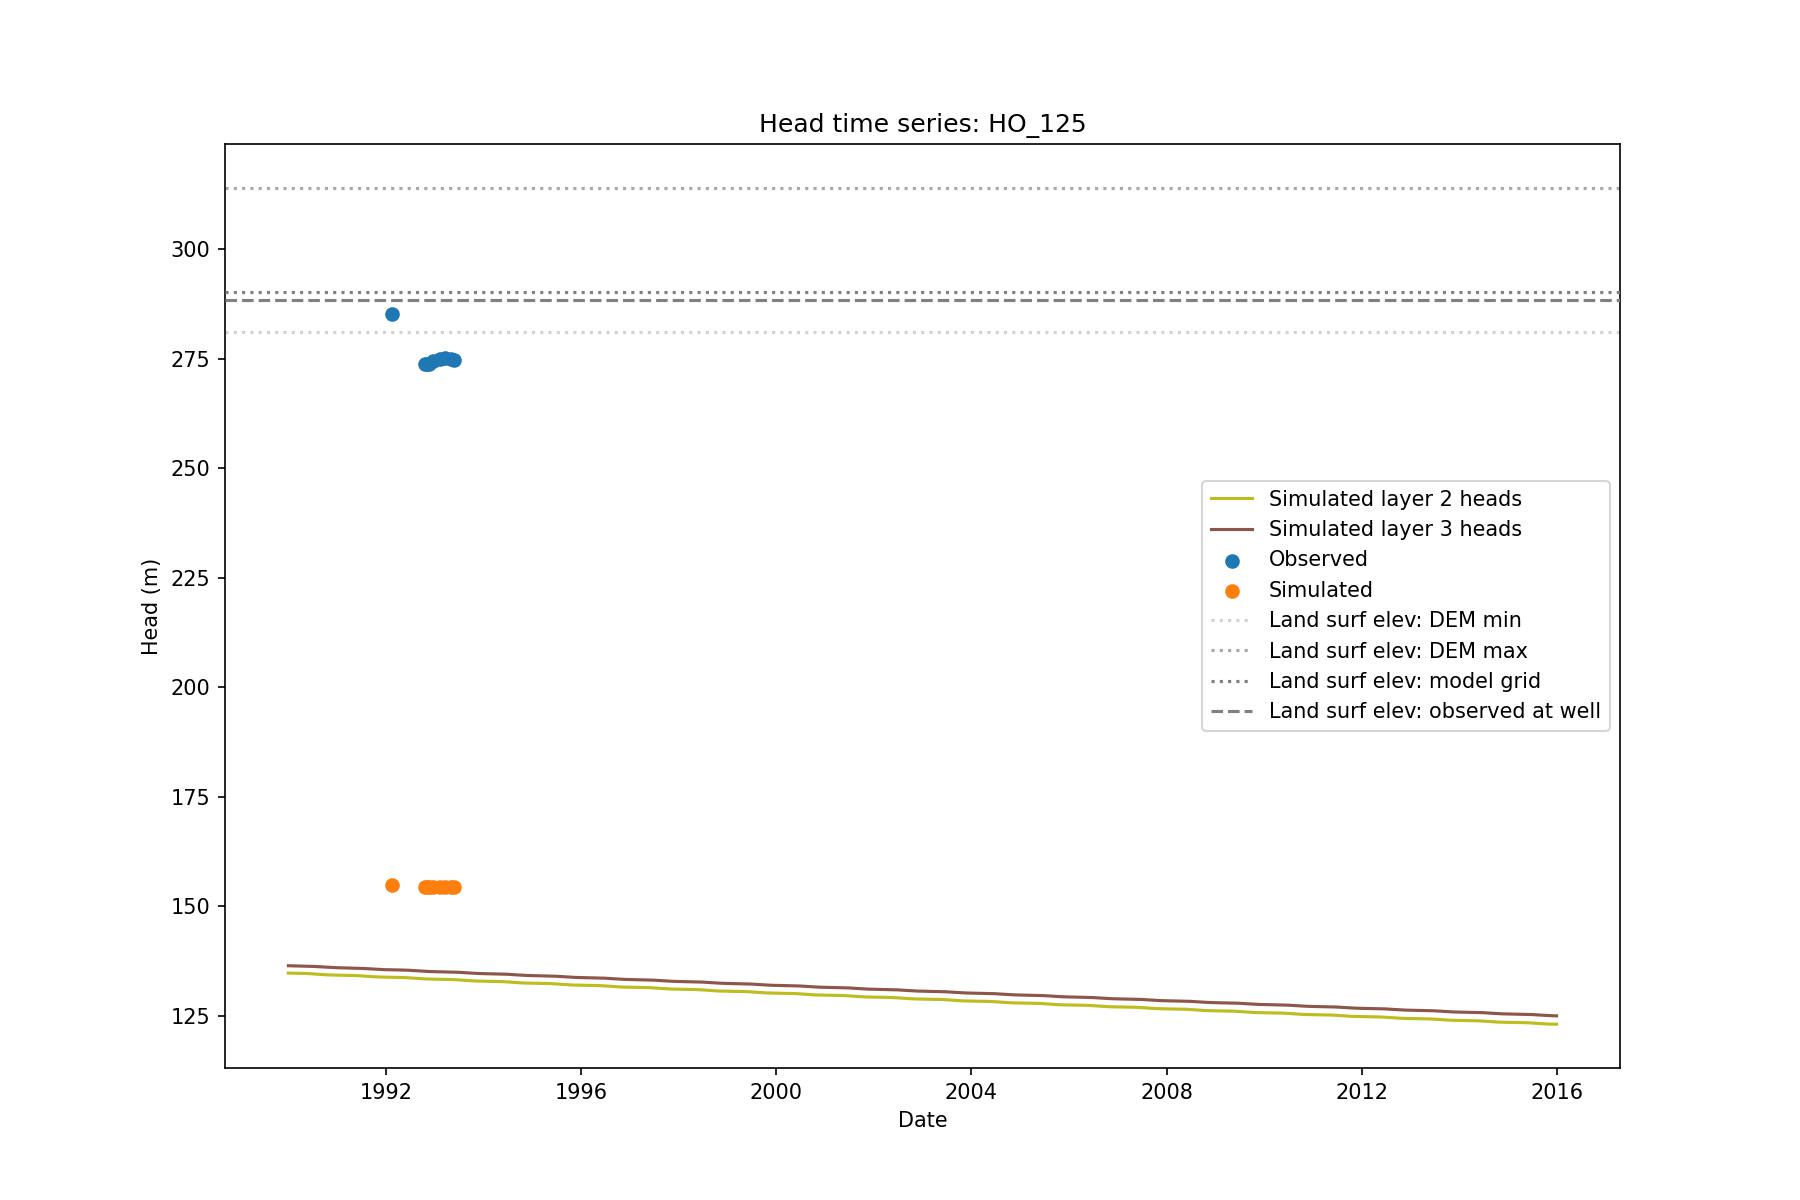 Head time series: HO_125
300
275
250
225
200
175
150
125
Head (m)
Simulated layer 2 heads
Simulated layer 3 heads
Observed
Simulated
Land surf elev: DEM min
Land surf elev: DEM max
Land surf elev: model grid
Land surf elev: observed at well
1992 1996 2000 2004 2008 2012 2016
Date